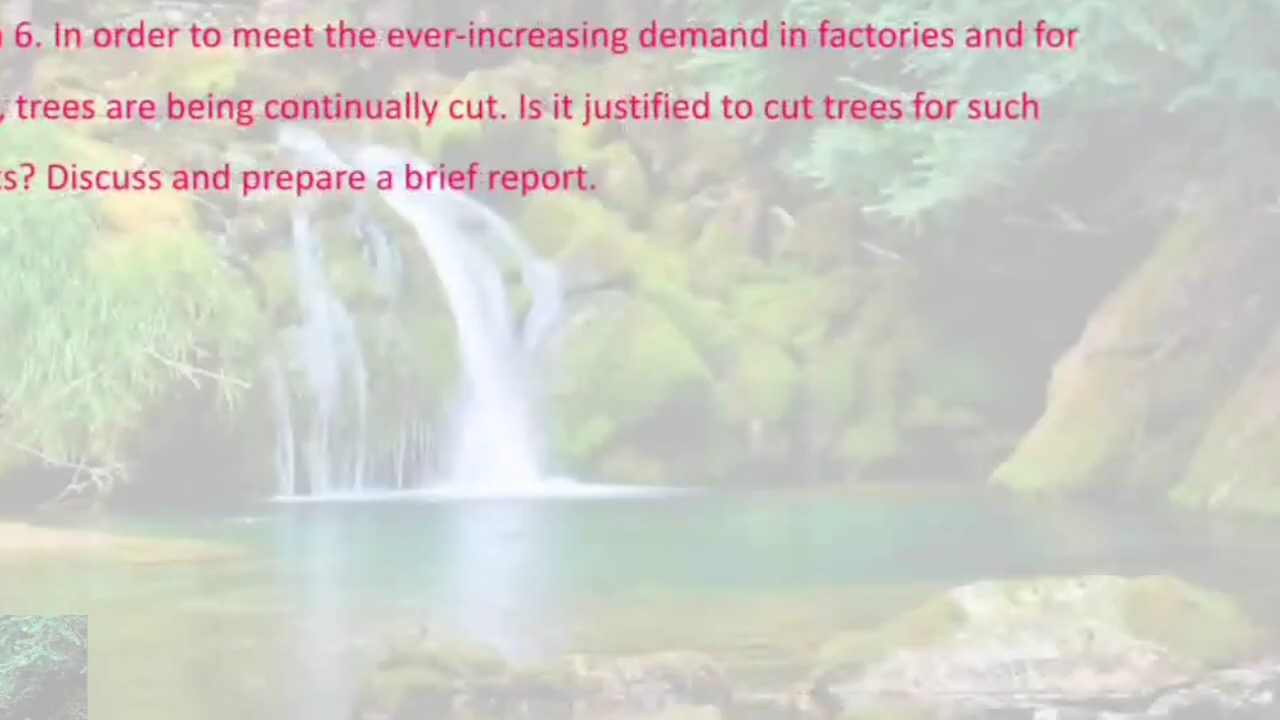 6. In order to meet the ever-increasing demand in factories and for
trees are being continually cut. Is it justified to cut trees for such
? Discuss and prepare a brief report.